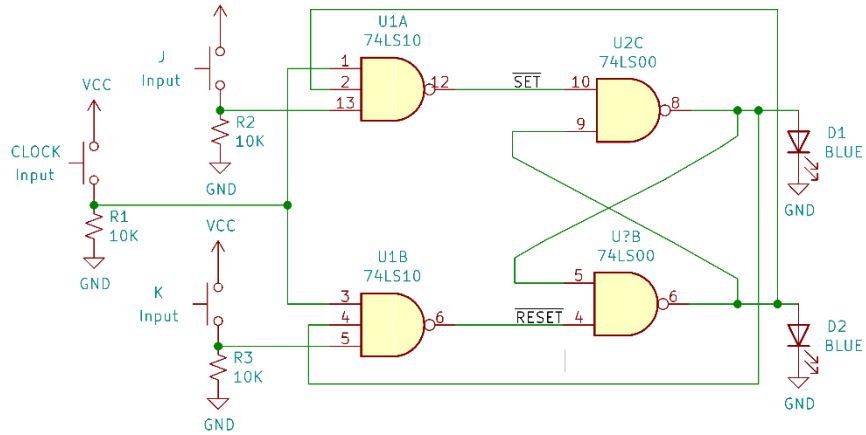 U1A
74LS10
J
Input
1
2
13
12
SET
U2C
74LS00
10
9
8
VCC
R2
10K
GND
D1
BLUE
GND
CLOCK
Input
R1
10K
GND
VCC
K
Input
U1B
74LS10
3
4
5
6
RESET
U?B
74LS00
5
4
6
R3
10K
GND
D2
BLUE
GND